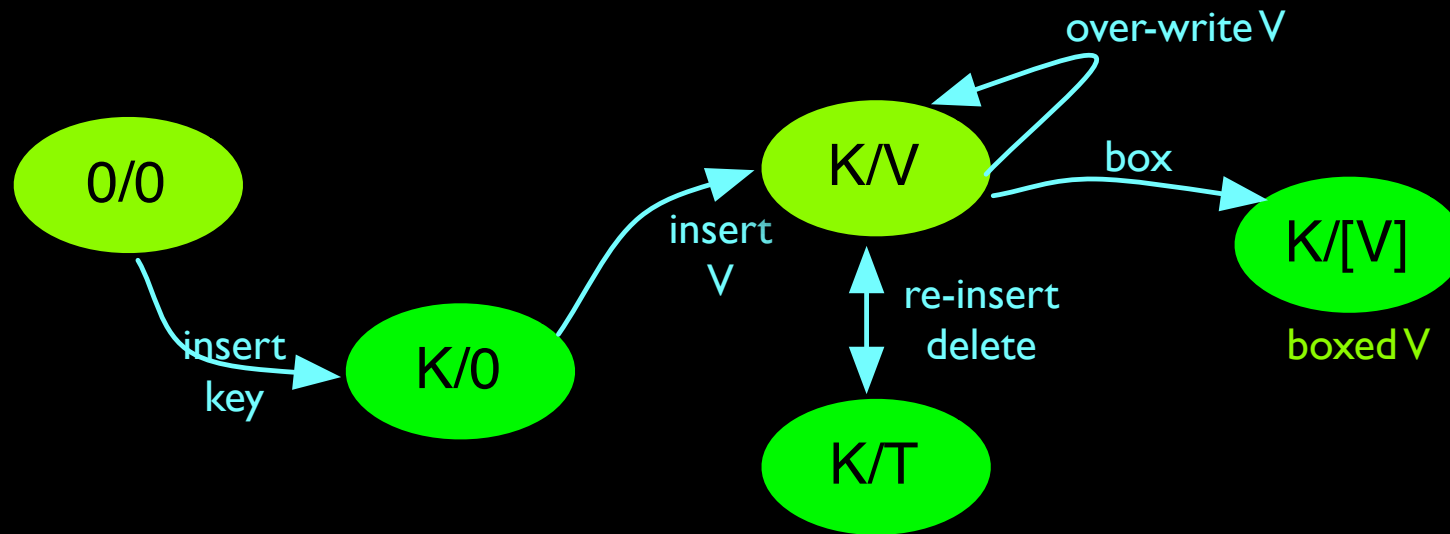 over-write V
0/0
K/V
box
K/[V]
insert
V
re-insert
delete
boxed V
insert
key
K/0
K/T